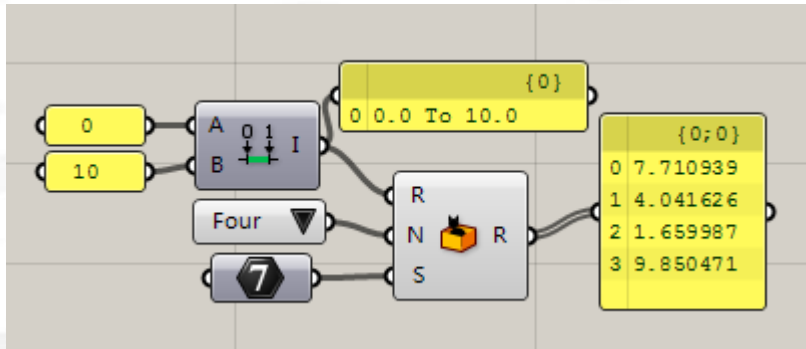 0
10
A
B
0 1
I
{0}
0 0.0 To 10.0
Four
7
R
N
S
R
{0;0}
0 7.710939
1 4.041626
2 1.659987
3 9.850471